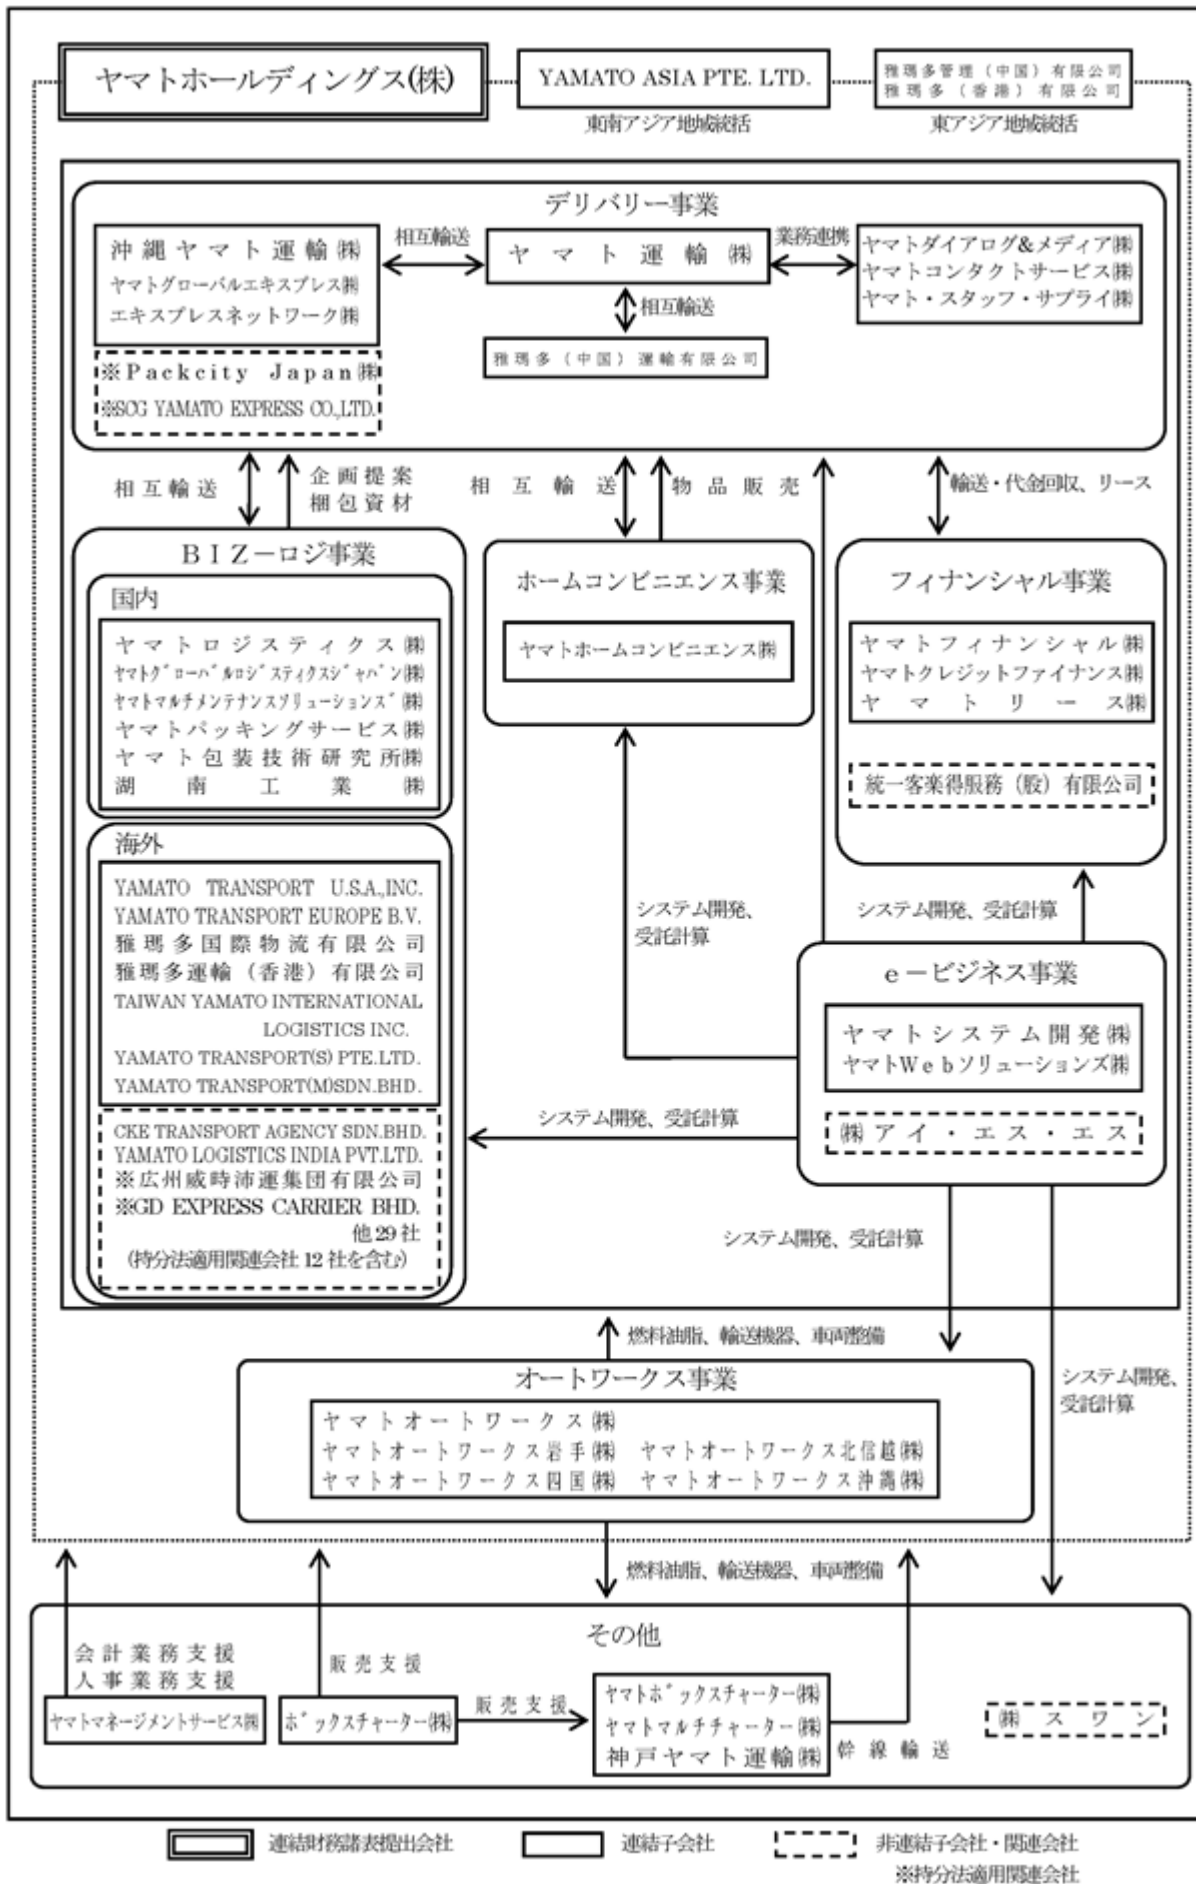 ヤマトホールディングス(株)
YAMATO ASIA PTE. LTD.
東南アジア地域統括
雅瑪多管理（中国）有限公司
雅瑪多（香港）有限公司
東アジア地域統括
デリバリー事業
沖縄ヤマト運輸㈱
ヤマトグローバルエキスプレス㈱
エキスプレスネットワーク㈱
※Packcity Japan㈱
※SCG YAMATO EXPRESS CO.,LTD.
相互輸送
ヤマト運輸㈱
業務連携
ヤマトダイアログ&メディア㈱
ヤマトコンタクトサービス㈱
ヤマト・スタッフ・サプライ㈱
相互輸送
雅瑪多（中国）運輸有限公司
相互輸送
企画提案
梱包資材
相互輸送
物品販売
輸送・代金回収、リース
ＢＩＺ－ロジ事業
国内
ヤマトロジスティクス㈱
ヤマトグローバルロジスティクスジャパン㈱
ヤマトマルチメンテナンスソリューションズ㈱
ヤマトパッキングサービス㈱
ヤマト包装技術研究所㈱
湖南工業㈱
海外
YAMATO TRANSPORT U.S.A.,INC.
YAMATO TRANSPORT EUROPE B.V.
雅瑪多国際物流有限公司
雅瑪多運輸（香港）有限公司
TAIWAN YAMATO INTERNATIONAL
LOGISTICS INC.
YAMATO TRANSPORT(S) PTE.LTD.
YAMATO TRANSPORT(M)SDN.BHD.
CKE TRANSPORT AGENCY SDN.BHD.
YAMATO LOGISTICS INDIA PVT.LTD.
※広州威時沛運集団有限公司
※GD EXPRESS CARRIER BHD.
他29社
(持分法適用関連会社12社を含む)
ホームコンビニエンス事業
ヤマトホームコンビニエンス㈱
フィナンシャル事業
ヤマトフィナンシャル㈱
ヤマトクレジットファイナンス㈱
ヤマトリース㈱
統一客楽得服務（股）有限公司
システム開発、
受託計算
システム開発、受託計算
ｅ－ビジネス事業
ヤマトシステム開発㈱
ヤマトＷｅｂソリューションズ㈱
㈱アイ・エス・エス
システム開発、受託計算
システム開発、受託計算
燃料油脂、輸送機器、車両整備
オートワークス事業
ヤマトオートワークス㈱
ヤマトオートワークス岩手㈱ ヤマトオートワークス北信越㈱
ヤマトオートワークス四国㈱ ヤマトオートワークス沖縄㈱
システム開発、
受託計算
燃料油脂、輸送機器、車両整備
その他
会計業務支援
人事業務支援
ヤマトマネージメントサービス㈱
販売支援
ボックスチャーター㈱
販売支援
ヤマトボックスチャーター㈱
ヤマトマルチチャーター㈱
神戸ヤマト運輸㈱
幹線輸送
㈱スワン
連結財務諸表提出会社
連結子会社
非連結子会社・関連会社
※持分法適用関連会社